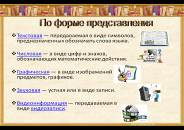 По форме представления
Текстовая — передаваемая в виде символов,
предназначенных обозначать слова языка.
Числовая — в виде цифр и знаков,
обозначающих математические действия.
Графическая — в виде изображений
предметов, графиков.
Звуковая — устная или в виде записи.
Видеоинформация — передаваемая в
виде видеозаписи.